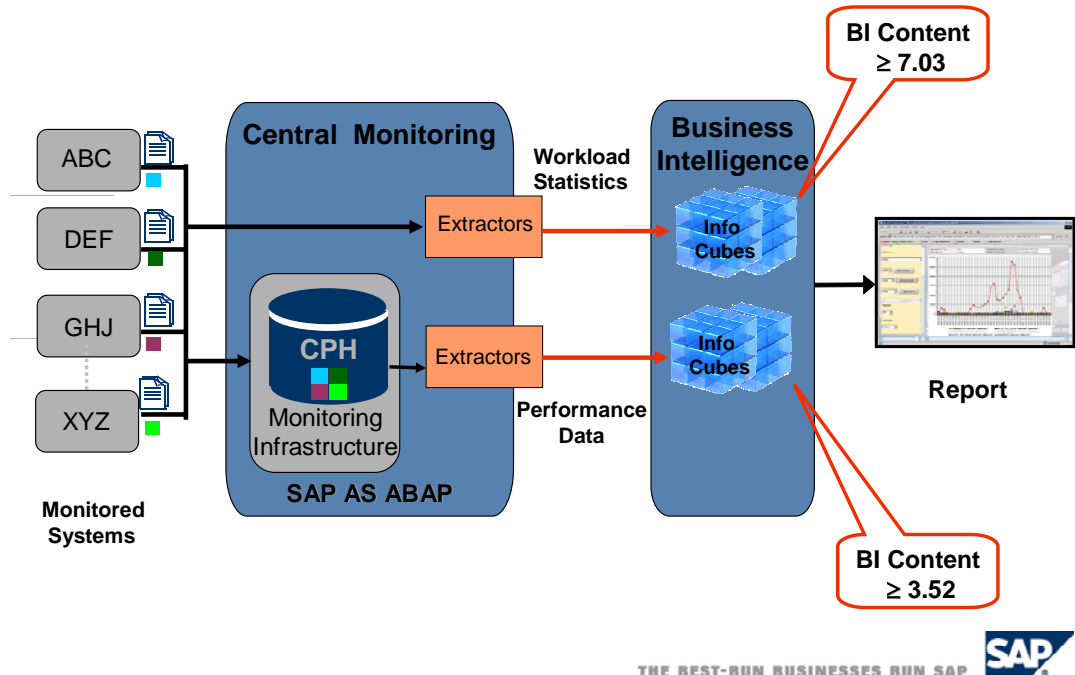 BI Content
≥ 7.03
Central Monitoring
Business
Intelligence
Workload
Statistics
ABC
DEF
GHJ
XYZ
Extractors
Info
Cubes
CPH
Extractors
Info
Cubes
Monitoring
Infrastructure
Performance
Data
Report
SAP AS ABAP
Monitored
Systems
BI Content
≥ 3.52
THE BEST-RUN BUSINESSES RUN SAP
SAP